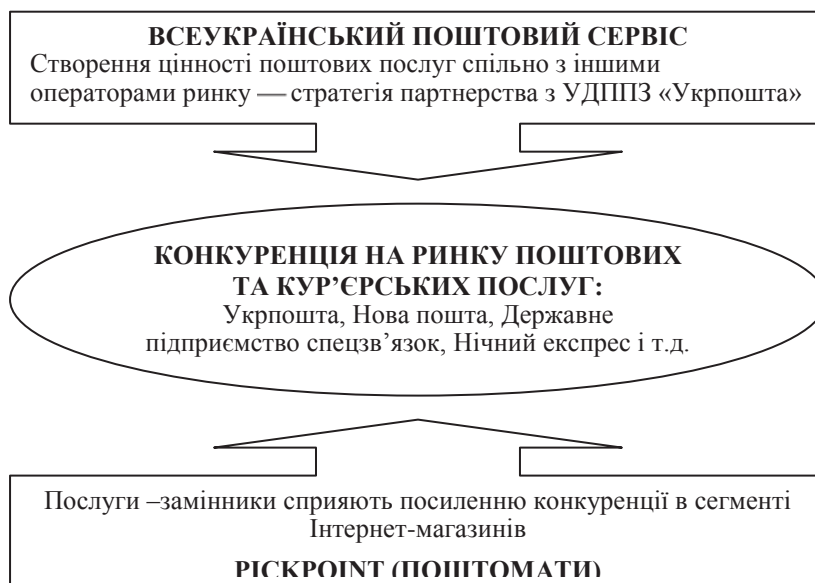 ВСЕУКРАЇНСЬКИЙ ПОШТОВИЙ СЕРВІС
Створення цінності поштових послуг спільно з іншими
операторами ринку — стратегія партнерства з УДППЗ «Укрпошта»
КОНКУРЕНЦІЯ НА РИНКУ ПОШТОВИХ
ТА КУР’ЄРСЬКИХ ПОСЛУГ:
Укрпошта, Нова пошта, Державне
підприємство спецзв’язок, Нічний експрес і т.д.
Послуги –замінники сприяють посиленню конкуренції в сегменті
Інтернет-магазинів
PICKPOINT (ПОШТОМАТИ)